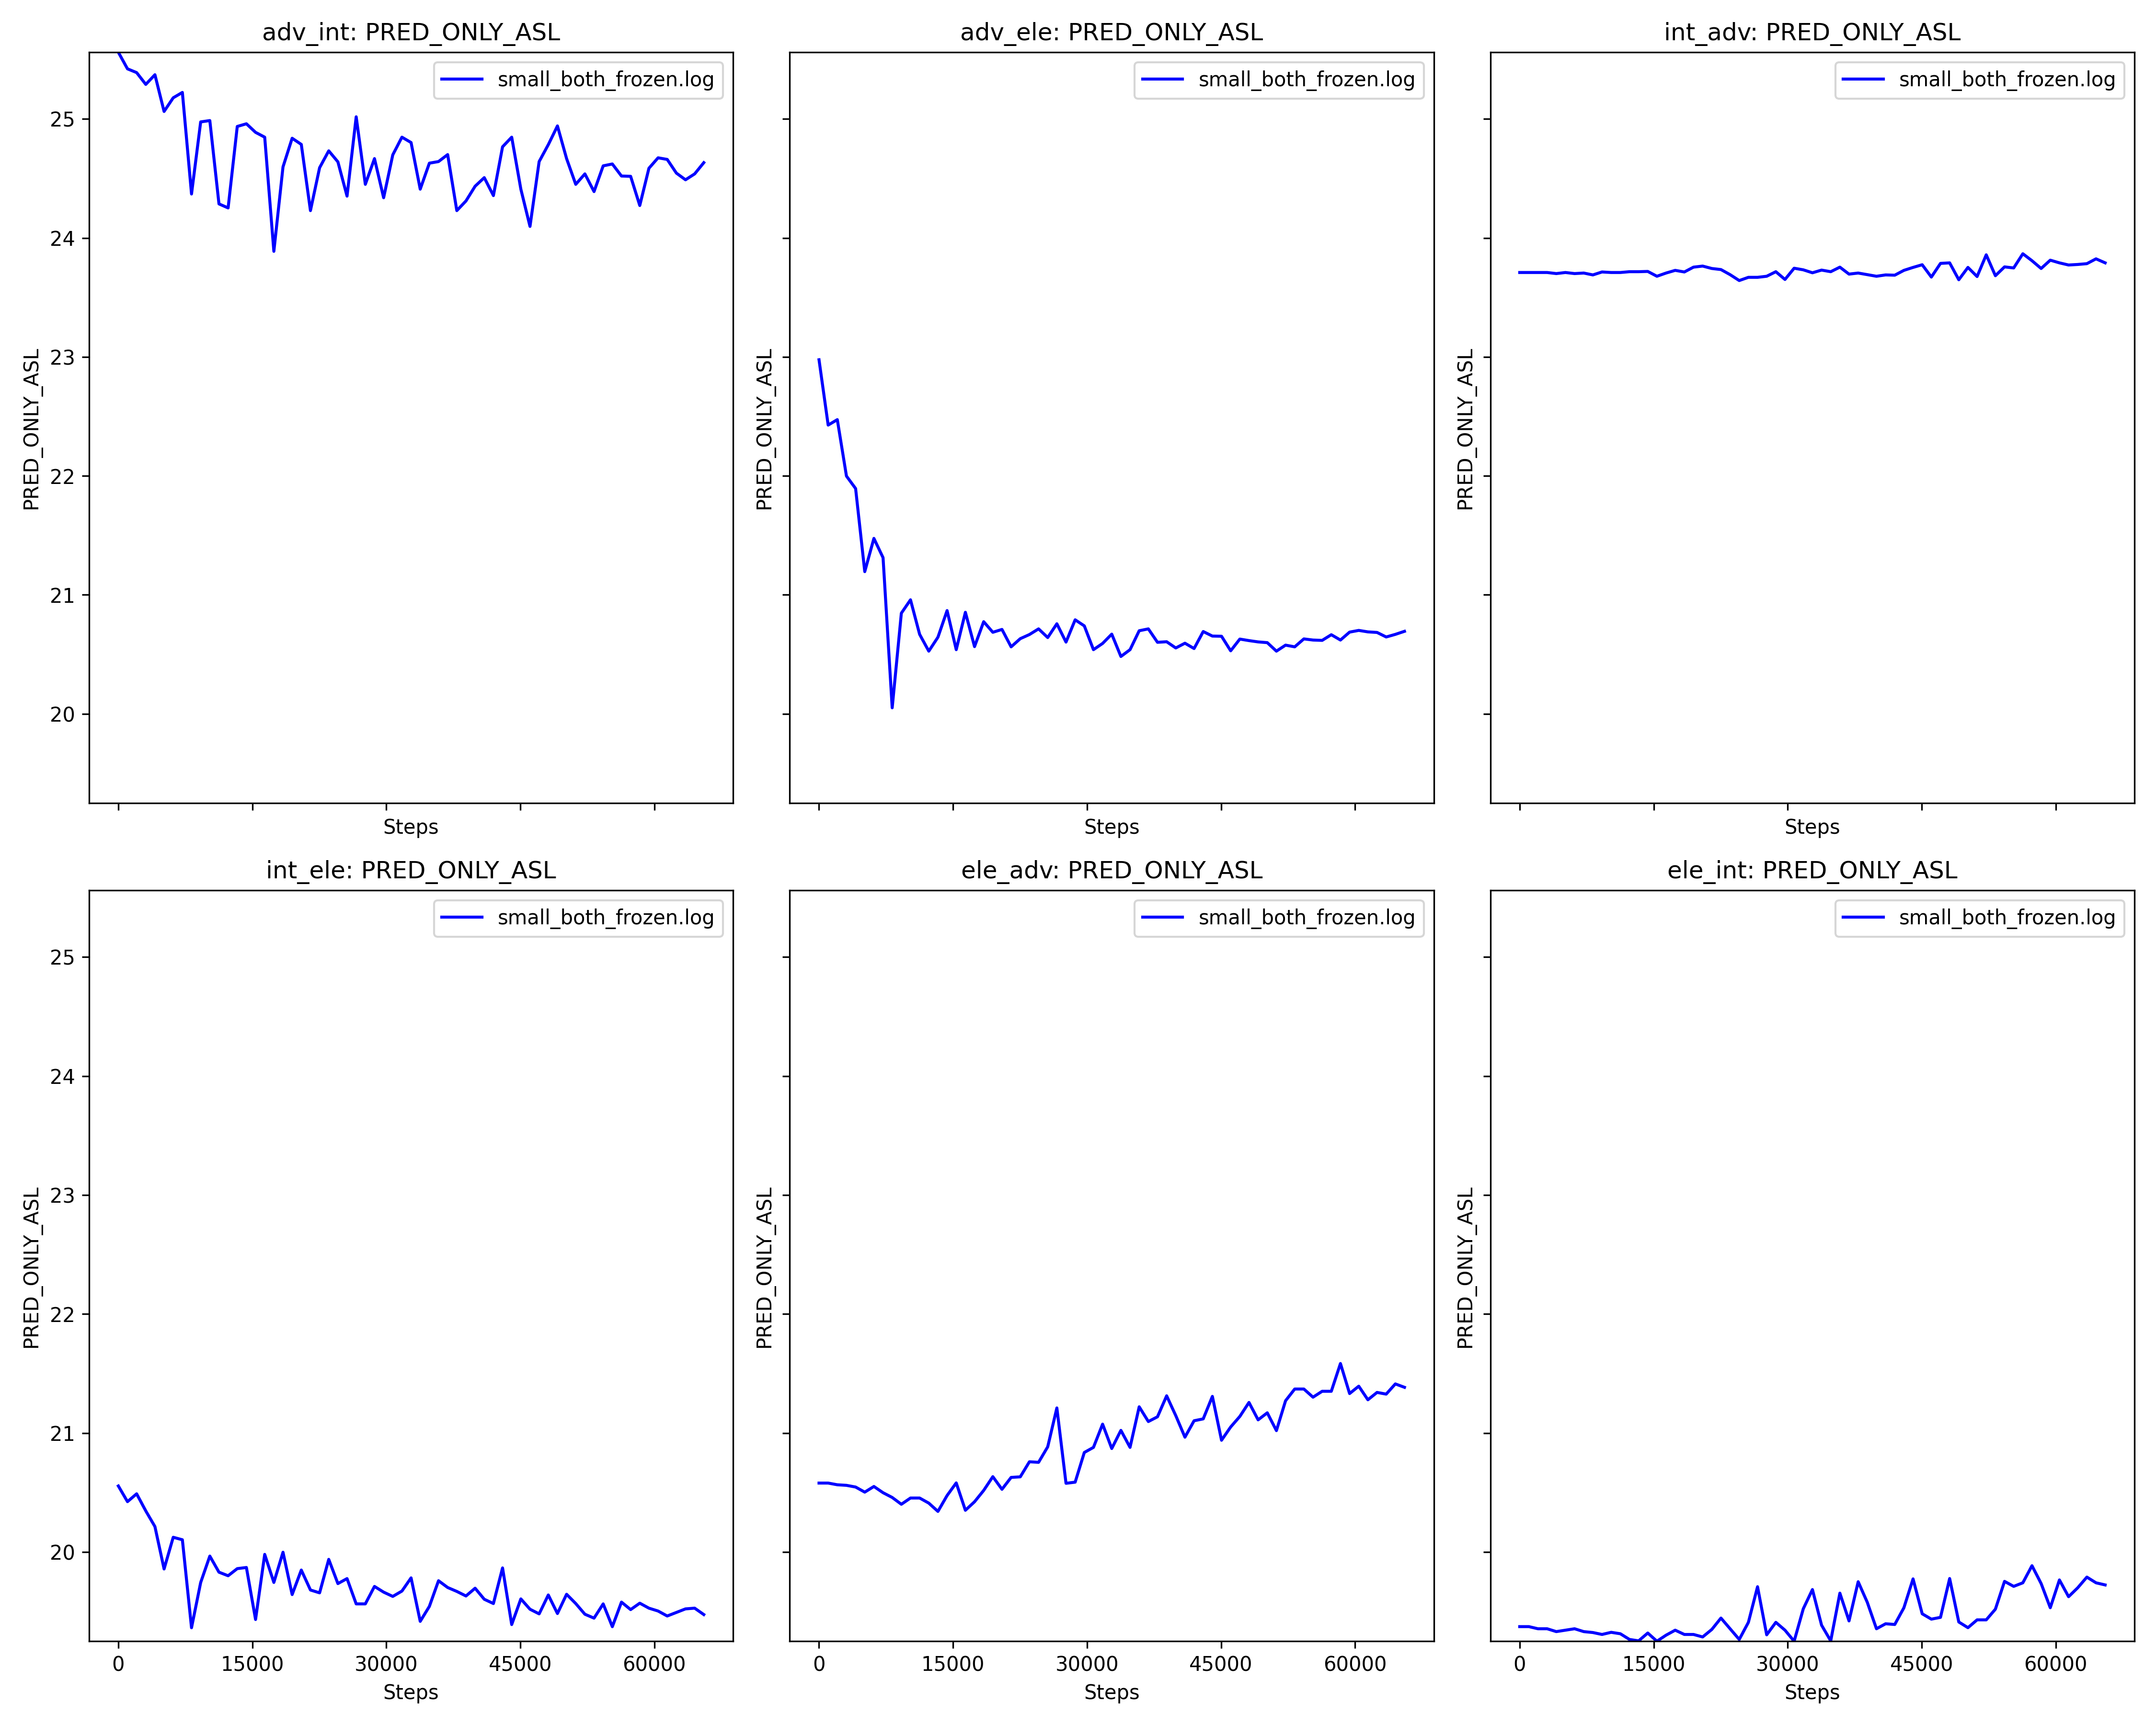 adv_int: PRED_ONLY_ASL
adv_ele: PRED_ONLY_ASL
int_adv: PRED_ONLY_ASL
small_both_frozen.log
small_both_frozen.log
small_both_frozen.log
25
24
23
22
21
20
PRED_ONLY_ASL
PRED_ONLY_ASL
PRED_ONLY_ASL
Steps
Steps
Steps
int_ele: PRED_ONLY_ASL
ele_adv: PRED_ONLY_ASL
ele_int: PRED_ONLY_ASL
small_both_frozen.log
small_both_frozen.log
small_both_frozen.log
25
24
23
22
21
20
PRED_ONLY_ASL
PRED_ONLY_ASL
PRED_ONLY_ASL
0 15000 30000 45000 60000
0 15000 30000 45000 60000
0 15000 30000 45000 60000
Steps
Steps
Steps